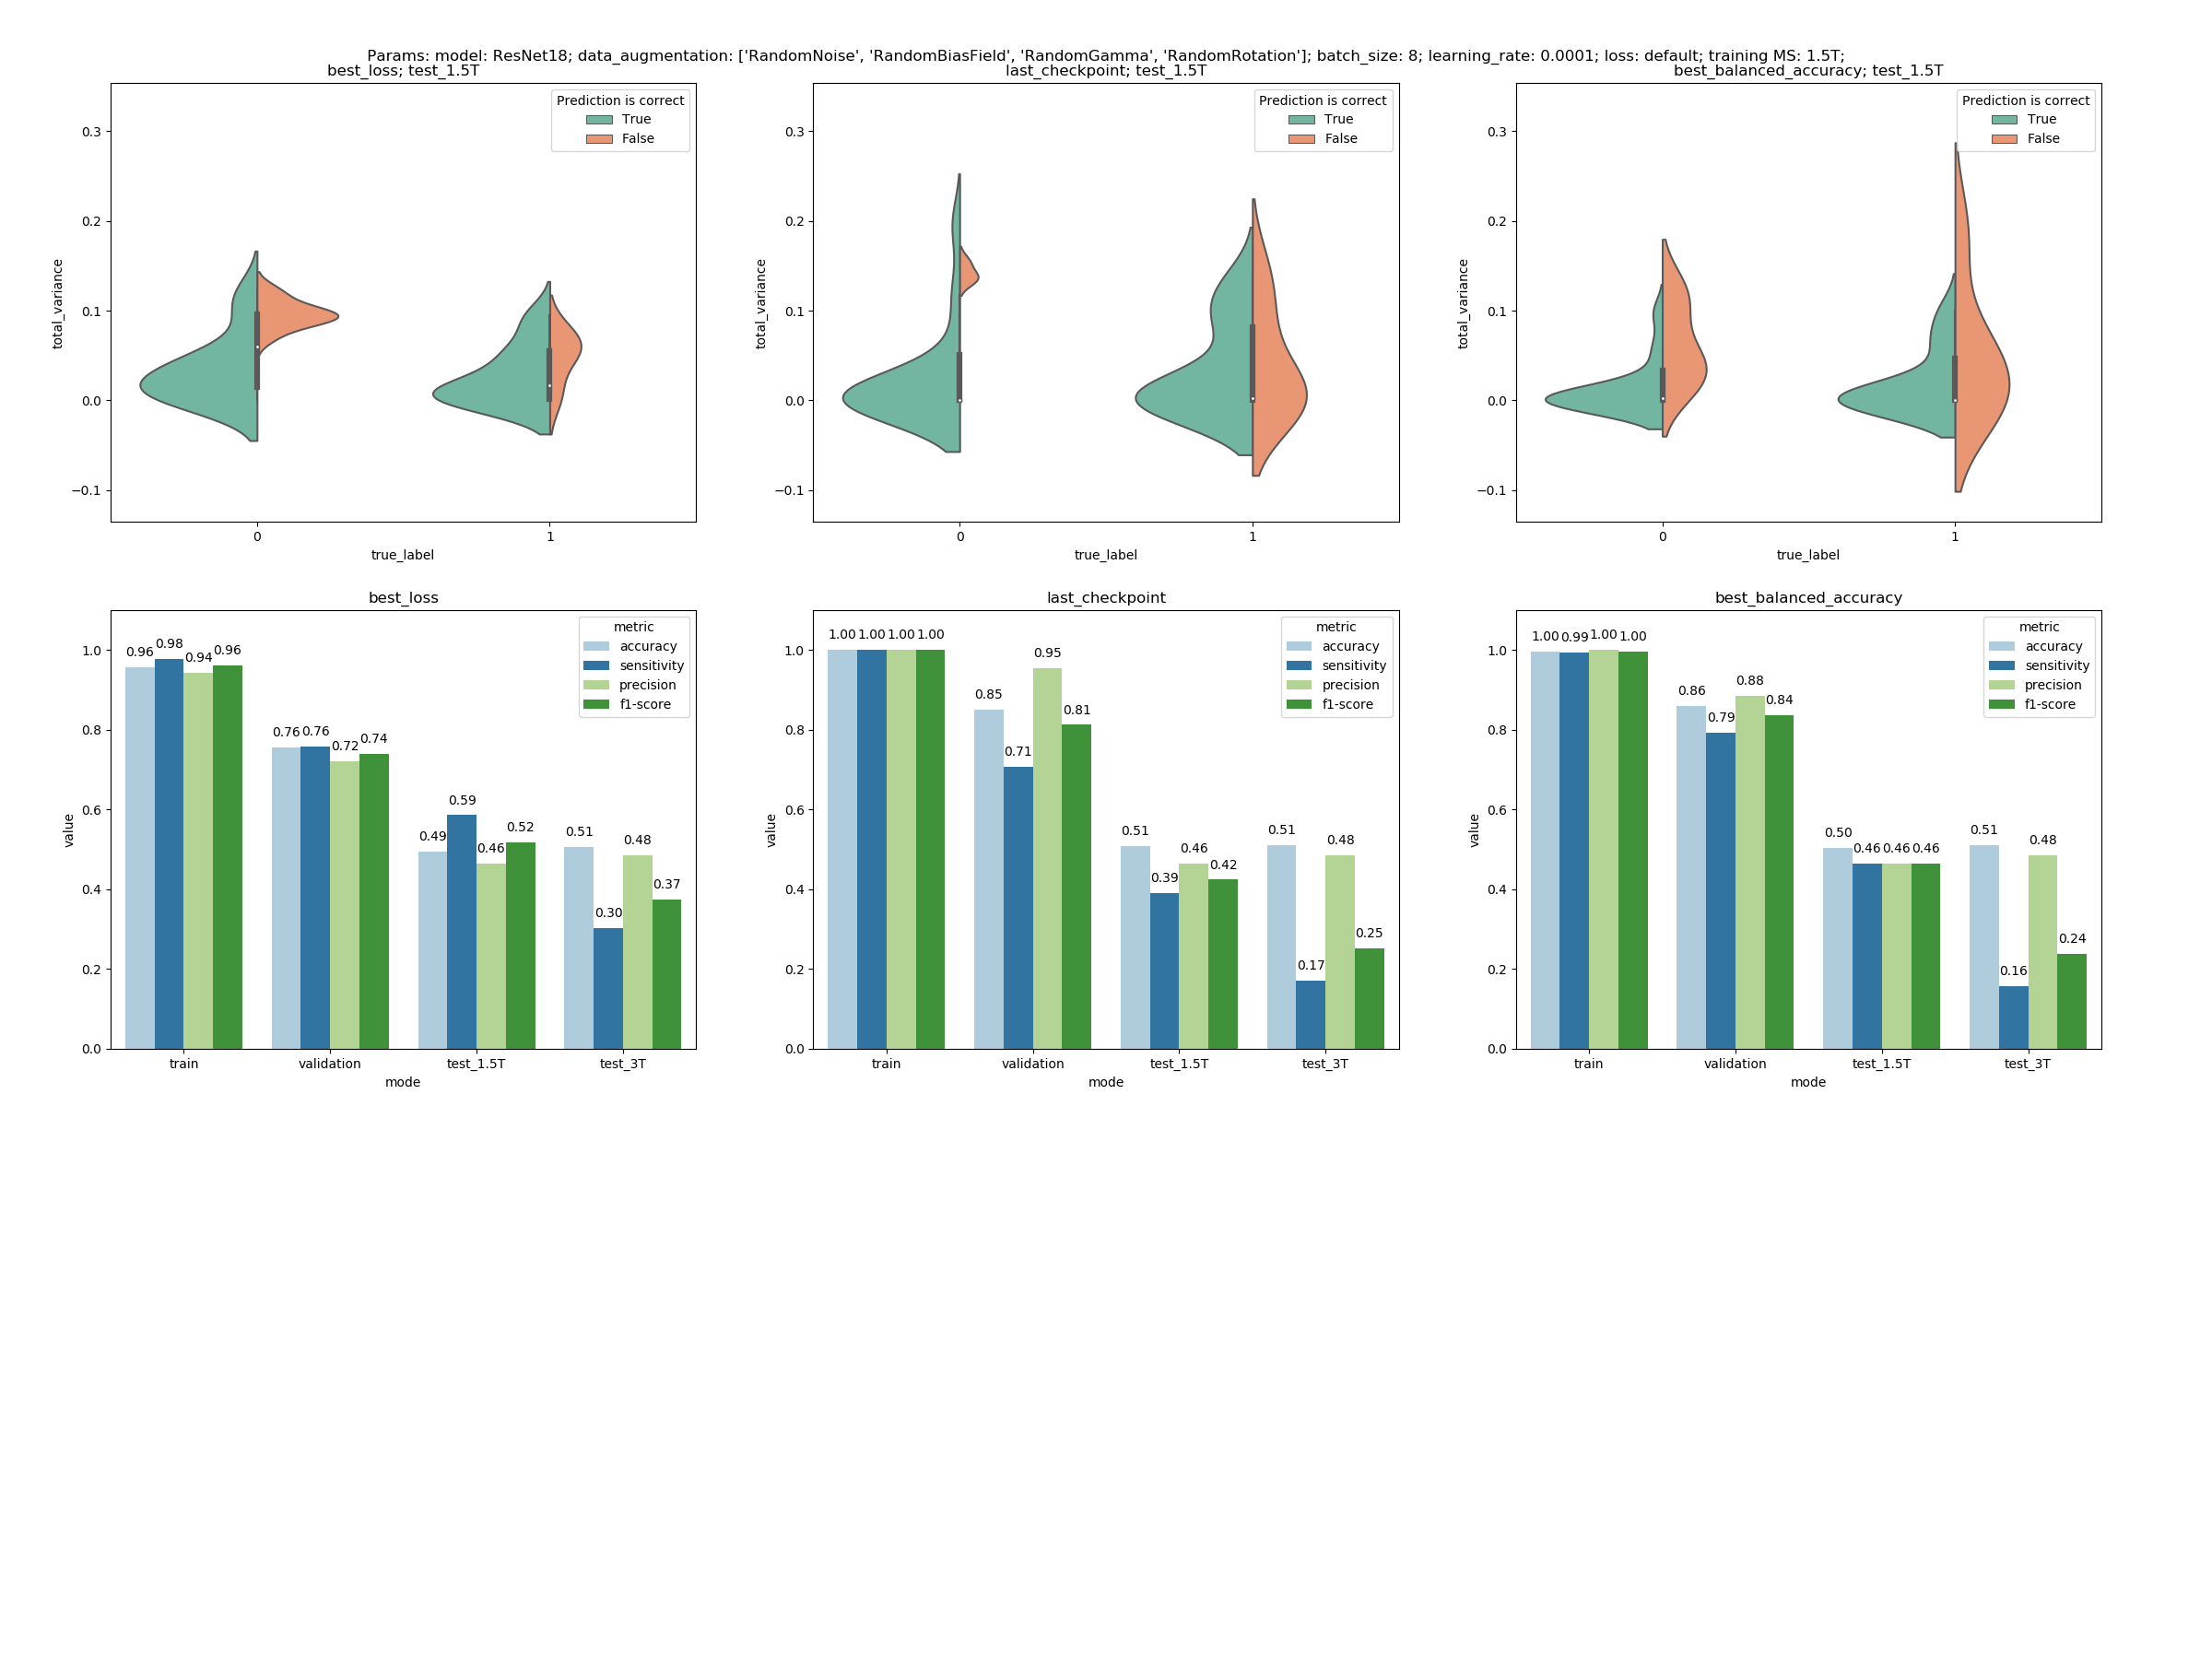 Params: model: ResNet18; data_augmentation: ['RandomNoise', 'RandomBiasField', 'RandomGamma', 'RandomRotation']; batch_size: 8; learning_rate: 0.0001; loss: default; training MS: 1.5T;
best_loss; test_1.5T
Prediction is correct
True
False
0.3
0.2
0.1
0.0
−0.1
total_variance
0 1
true_label
last_checkpoint; test_1.5T
Prediction is correct
True
False
0.3
0.2
0.1
0.0
−0.1
total_variance
0 1
true_label
best_balanced_accuracy; test_1.5T
Prediction is correct
True
False
0.3
0.2
0.1
0.0
−0.1
total_variance
0 1
true_label
best_loss
metric
accuracy
sensitivity
precision
f1-score
1.0
0.8
0.6
0.4
0.2
0.0
value
0.96 0.98 0.94 0.96
0.76 0.76 0.72 0.74
0.49 0.59 0.46 0.52
0.51 0.30 0.48 0.37
train validation test_1.5T test_3T
mode
last_checkpoint
metric
accuracy
sensitivity
precision
f1-score
1.0
0.8
0.6
0.4
0.2
0.0
value
1.00 1.00 1.00 1.00
0.85 0.71 0.95 0.81
0.51 0.39 0.46 0.42
0.51 0.17 0.48 0.25
train validation test_1.5T test_3T
mode
best_balanced_accuracy
metric
accuracy
sensitivity
precision
f1-score
1.0
0.8
0.6
0.4
0.2
0.0
value
1.00 0.99 1.00 1.00
0.86 0.79 0.88 0.84
0.50 0.46 0.46 0.46
0.51 0.16 0.48 0.24
train validation test_1.5T test_3T
mode